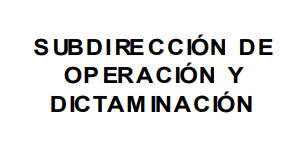 SUBDIRECCIÓN DE
OPERACIÓN Y
DICTAMINACIÓN